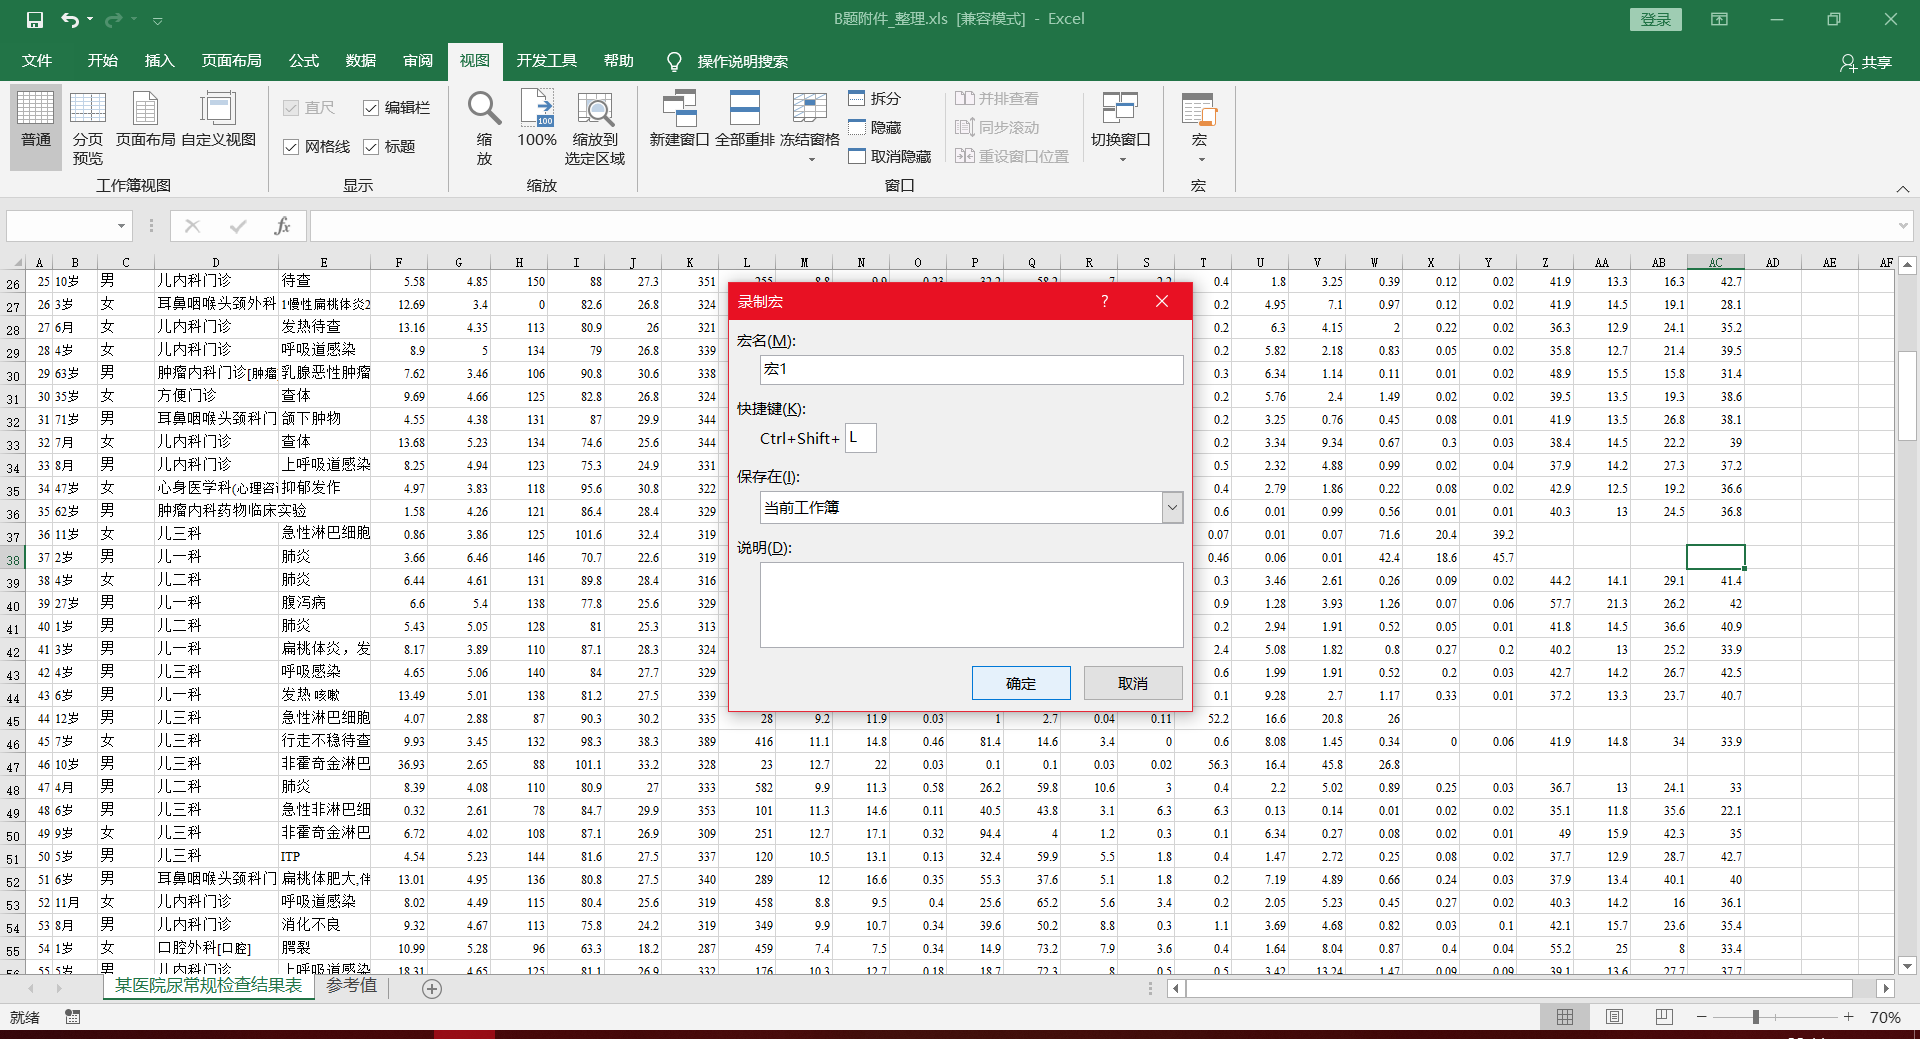 B题附件_整理.xls [兼容模式] - Excel
登录
文件 开始 插入 页面布局 公式 数据 审阅 视图 开发工具 帮助 操作说明搜索 共享
普通 分页预览 页面布局 自定义视图 直尺 编辑栏 网格线 标题 缩放 100% 缩放到选定区域 新建窗口 全部重排 冻结窗格 拆分 隐藏 取消隐藏 并排查看 同步滚动 重设窗口位置 切换窗口 宏
工作簿视图 显示 缩放 窗口 宏
fx
A B C D E F G H I J K L M N O P Q R S T U V W X Y Z AA AB AC AD AE AF
26 25 10岁 男 儿内科门诊 待查 5.58 4.85 150 88 27.3 351 0.4 1.8 3.25 0.39 0.12 0.02 41.9 13.3 16.3 42.7
27 26 3岁 女 耳鼻咽喉头颈外科 1慢性扁桃体炎2 12.69 3.4 0 82.6 26.8 324 0.2 4.95 7.1 0.97 0.12 0.02 41.9 14.5 19.1 28.1
28 27 6月 女 儿内科门诊 发热待查 13.16 4.35 113 80.9 26 321 0.2 6.3 4.15 2 0.22 0.02 36.3 12.9 24.1 35.2
29 28 4岁 女 儿内科门诊 呼吸道感染 8.9 5 134 79 26.8 339 0.2 5.82 2.18 0.83 0.05 0.02 35.8 12.7 21.4 39.5
30 29 63岁 男 肿瘤内科门诊[肿瘤 乳腺恶性肿瘤 7.62 3.46 106 90.8 30.6 338 0.3 6.34 1.14 0.11 0.01 0.02 48.9 15.5 15.8 31.4
31 30 35岁 女 方便门诊 查体 9.69 4.66 125 82.8 26.8 324 0.2 5.76 2.4 1.49 0.02 0.02 39.5 13.5 19.3 38.6
32 31 71岁 男 耳鼻咽喉头颈科门 颌下肿物 4.55 4.38 131 87 29.9 344 0.2 3.25 0.76 0.45 0.08 0.01 41.9 13.5 26.8 38.1
33 32 7月 女 儿内科门诊 查体 13.68 5.23 134 74.6 25.6 344 0.2 3.34 9.34 0.67 0.3 0.03 38.4 14.5 22.2 39
34 33 8月 男 儿内科门诊 上呼吸道感染 8.25 4.94 123 75.3 24.9 331 0.5 2.32 4.88 0.99 0.02 0.04 37.9 14.2 27.3 37.2
35 34 47岁 女 心身医学科(心理咨询 抑郁发作 4.97 3.83 118 95.6 30.8 322 0.4 2.79 1.86 0.22 0.08 0.02 42.9 12.5 19.2 36.6
36 35 62岁 男 肿瘤内科药物临床实验 1.58 4.26 121 86.4 28.4 329 0.6 0.01 0.99 0.56 0.01 0.01 40.3 13 24.5 36.8
37 36 11岁 女 儿三科 急性淋巴细胞 0.86 3.86 125 101.6 32.4 319 0.07 0.01 0.07 71.6 20.4 39.2
38 37 2岁 男 儿一科 肺炎 3.66 6.46 146 70.7 22.6 319 0.46 0.06 0.01 42.4 18.6 45.7
39 38 4岁 女 儿二科 肺炎 6.44 4.61 131 89.8 28.4 316 0.3 3.46 2.61 0.26 0.09 0.02 44.2 14.1 29.1 41.4
40 39 27岁 男 儿一科 腹泻病 6.6 5.4 138 77.8 25.6 329 0.9 1.28 3.93 1.26 0.07 0.06 57.7 21.3 26.2 42
41 40 1岁 男 儿二科 肺炎 5.43 5.05 128 81 25.3 313 0.2 2.94 1.91 0.52 0.05 0.01 41.8 14.5 36.6 40.9
42 41 3岁 男 儿一科 扁桃体炎，发 8.17 3.89 110 87.1 28.3 324 2.4 5.08 1.82 0.8 0.27 0.2 40.2 13 25.2 33.9
43 42 4岁 男 儿三科 呼吸感染 4.65 5.06 140 84 27.7 329 0.6 1.99 1.91 0.52 0.2 0.03 42.7 14.2 26.7 42.5
44 43 6岁 男 儿一科 发热 咳嗽 13.49 5.01 138 81.2 27.5 339 0.1 9.28 2.7 1.17 0.33 0.01 37.2 13.3 23.7 40.7
45 44 12岁 男 儿三科 急性淋巴细胞 4.07 2.88 87 90.3 30.2 335 28 9.2 11.9 0.03 1 2.7 0.04 0.11 52.2 16.6 20.8 26
46 45 7岁 女 儿三科 行走不稳待查 9.93 3.45 132 98.3 38.3 389 416 11.1 14.8 0.46 81.4 14.6 3.4 0 0.6 8.08 1.45 0.34 0 0.06 41.9 14.8 34 33.9
47 46 10岁 男 儿三科 非霍奇金淋巴 36.93 2.65 88 101.1 33.2 328 23 12.7 22 0.03 0.1 0.1 0.03 0.02 56.3 16.4 45.8 26.8
48 47 4月 男 儿二科 肺炎 8.39 4.08 110 80.9 27 333 582 9.9 11.3 0.58 26.2 59.8 10.6 3 0.4 2.2 5.02 0.89 0.25 0.03 36.7 13 24.1 33
49 48 6岁 男 儿三科 急性非淋巴细 0.32 2.61 78 84.7 29.9 353 101 11.3 14.6 0.11 40.5 43.8 3.1 6.3 6.3 0.13 0.14 0.01 0.02 0.02 35.1 11.8 35.6 22.1
50 49 9岁 女 儿三科 非霍奇金淋巴 6.72 4.02 108 87.1 26.9 309 251 12.7 17.1 0.32 94.4 4 1.2 0.3 0.1 6.34 0.27 0.08 0.02 0.01 49 15.9 42.3 35
51 50 5岁 男 儿三科 ITP 4.54 5.23 144 81.6 27.5 337 120 10.5 13.1 0.13 32.4 59.9 5.5 1.8 0.4 1.47 2.72 0.25 0.08 0.02 37.7 12.9 28.7 42.7
52 51 6岁 男 耳鼻咽喉头颈科门 扁桃体肥大,伴 13.01 4.95 136 80.8 27.5 340 289 12 16.6 0.35 55.3 37.6 5.1 1.8 0.2 7.19 4.89 0.66 0.24 0.03 37.9 13.4 40.1 40
53 52 11月 女 儿内科门诊 呼吸道感染 8.02 4.49 115 80.4 25.6 319 458 8.8 9.5 0.4 25.6 65.2 5.6 3.4 0.2 2.05 5.23 0.45 0.27 0.02 40.3 14.2 16 36.1
54 53 8月 男 儿内科门诊 消化不良 9.32 4.67 113 75.8 24.2 319 349 9.9 10.7 0.34 39.6 50.2 8.8 0.3 1.1 3.69 4.68 0.82 0.03 0.1 42.1 15.7 23.6 35.4
55 54 1岁 女 口腔外科[口腔] 腭裂 10.99 5.28 96 63.3 18.2 287 459 7.4 7.5 0.34 14.9 73.2 7.9 3.6 0.4 1.64 8.04 0.87 0.4 0.04 55.2 25 8 33.4
56 55 5岁 男 儿内科门诊 上呼吸道感染 18.31 4.65 125 81.1 26.9 332 176 10.3 12.7 0.18 18.7 72.3 8 0.5 0.5 3.42 13.24 1.47 0.09 0.09 39.1 13.6 27.7 37.7
录制宏 ?
宏名(M):
宏1
快捷键(K):
Ctrl+Shift+ L
保存在(I):
当前工作簿
说明(D):
确定 取消
某医院尿常规检查结果表 参考值
就绪 70%